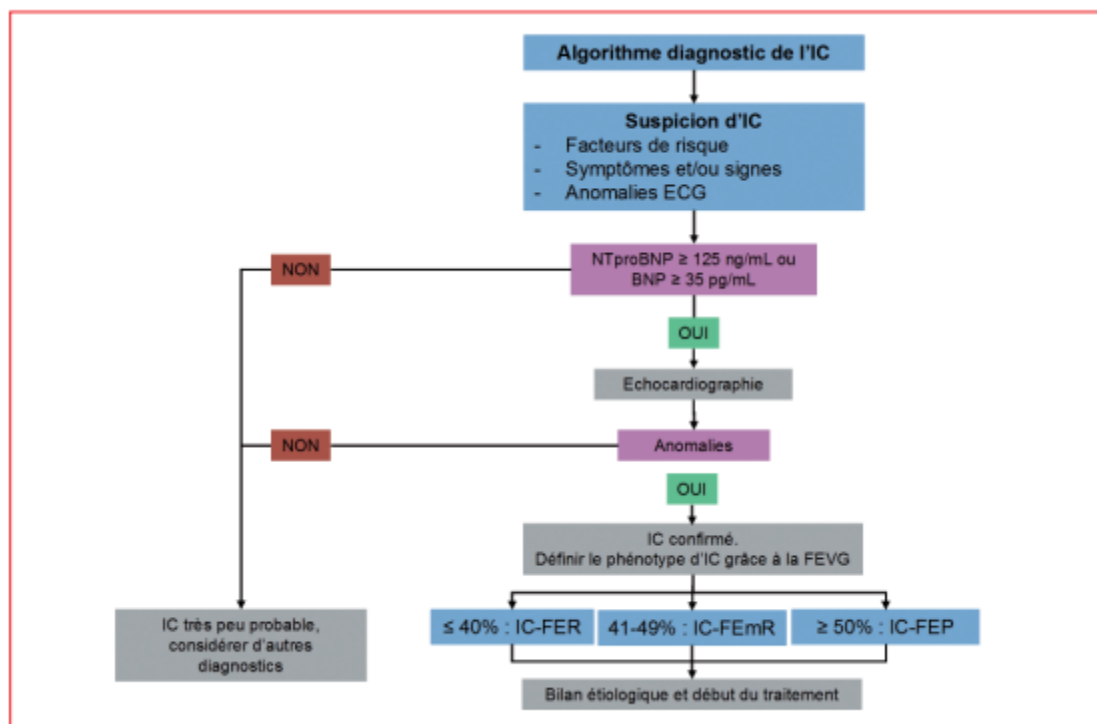 Algorithme diagnostic de l'IC
Suspicion d'IC
- Facteurs de risque
- Symptômes et/ou signes
- Anomalies ECG
NTproBNP ≥ 125 ng/mL ou
BNP ≥ 35 pg/mL
NON
OUI
Echocardiographie
Anomalies
NON
OUI
IC confirmé.
Définir le phénotype d'IC grâce à la FEVG
≤ 40% : IC-FER
41-49% : IC-FEmR
≥ 50% : IC-FEP
IC très peu probable,
considérer d'autres
diagnostics
Bilan étiologique et début du traitement